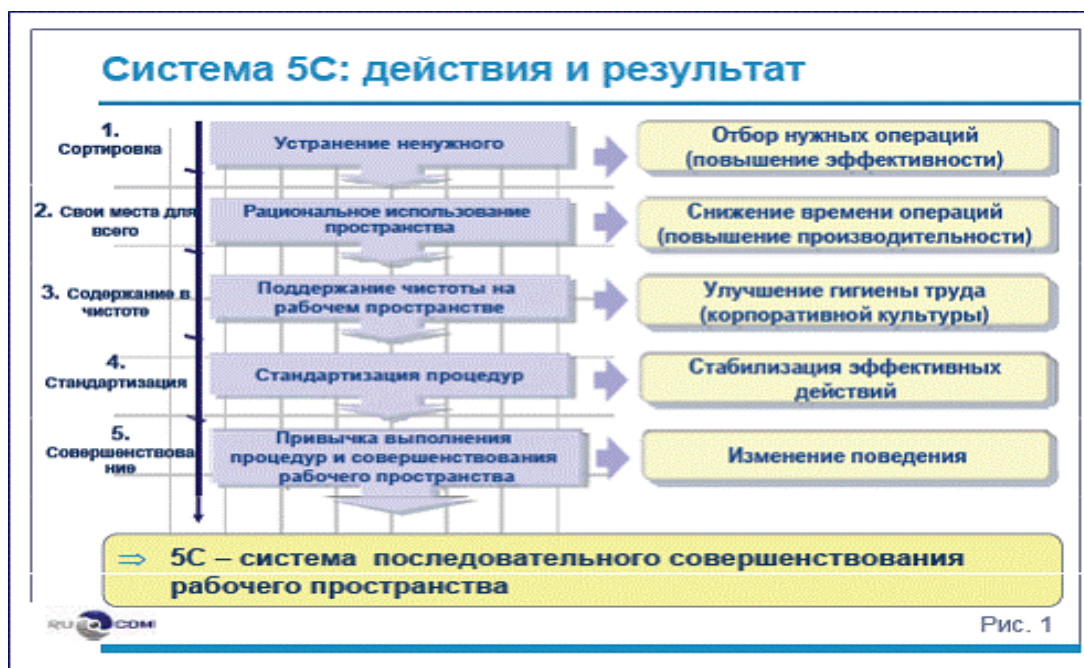 Система 5С: действия и результат
1.
Сортировка
Устранение ненужного
Отбор нужных операций
(повышение эффективности)
2. Свои места для
всего
Рациональное использование
пространства
Снижение времени операций
(повышение производительности)
3. Содержание в
чистоте
Поддержание чистоты на
рабочем пространстве
Улучшение гигиены труда
(корпоративной культуры)
4.
Стандартизация
Стандартизация процедур
Стабилизация эффективных
действий
5.
Совершенствова
ние
Привычка выполнения
процедур и совершенствования
рабочего пространства
Изменение поведения
⇒ 5С – система последовательного совершенствования
рабочего пространства
RU Q COM
Рис. 1